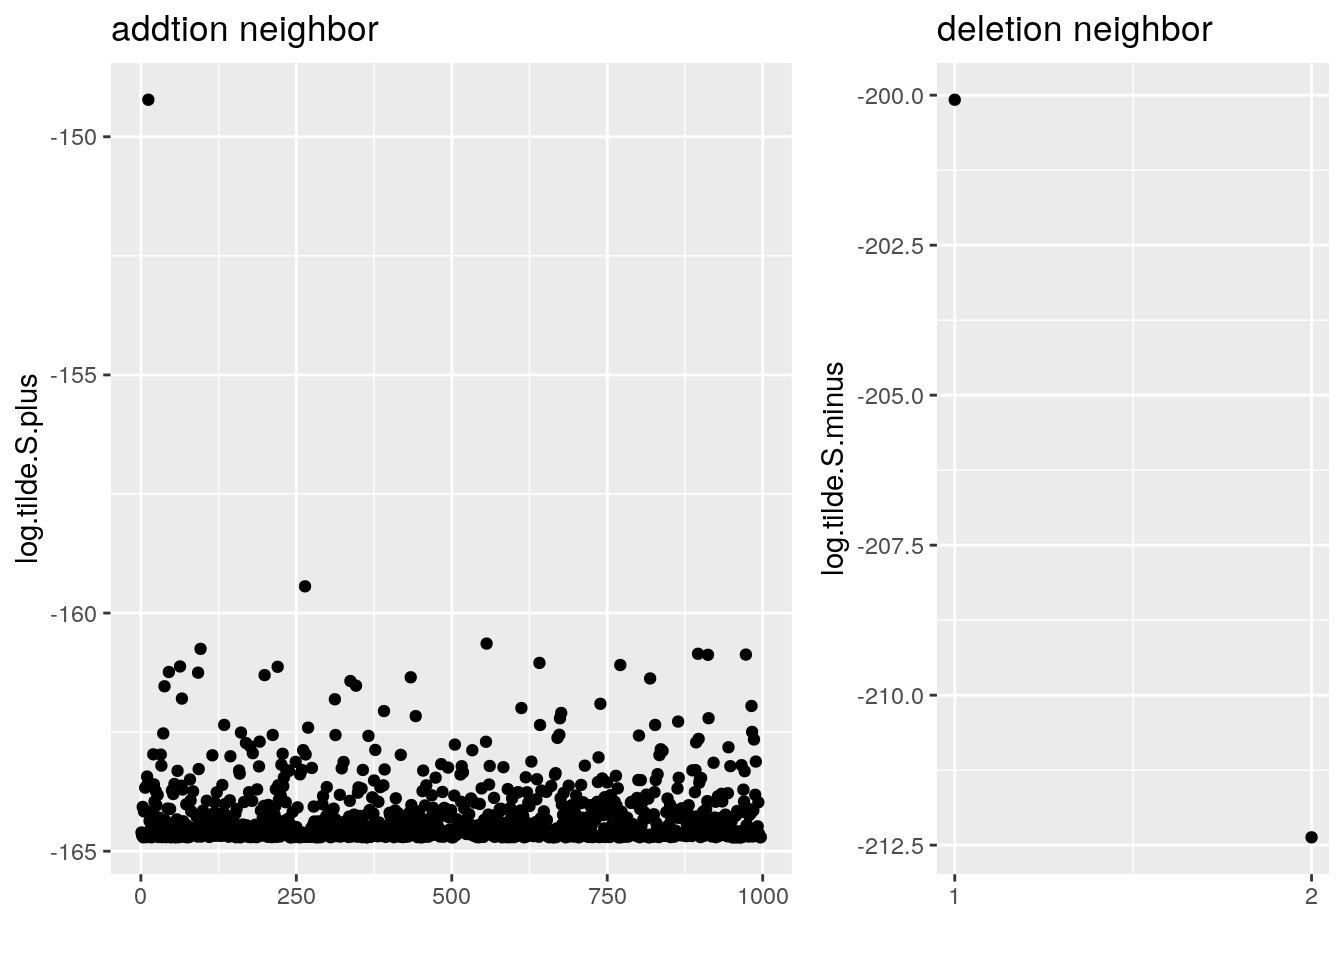 addtion neighbor
log.tilde.S.plus
-150
-155
-160
-165
0 250 500 750 1000
deletion neighbor
log.tilde.S.minus
-200.0
-202.5
-205.0
-207.5
-210.0
-212.5
1 2